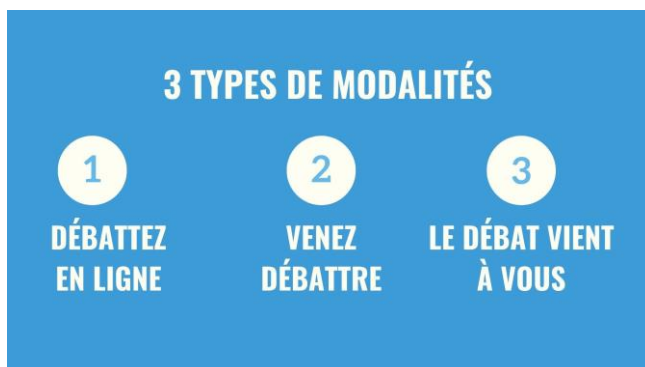 3 TYPES DE MODALITÉS
1
DÉBATTEZ
EN LIGNE
2
VENEZ
DÉBATTRE
3
LE DÉBAT VIENT
À VOUS